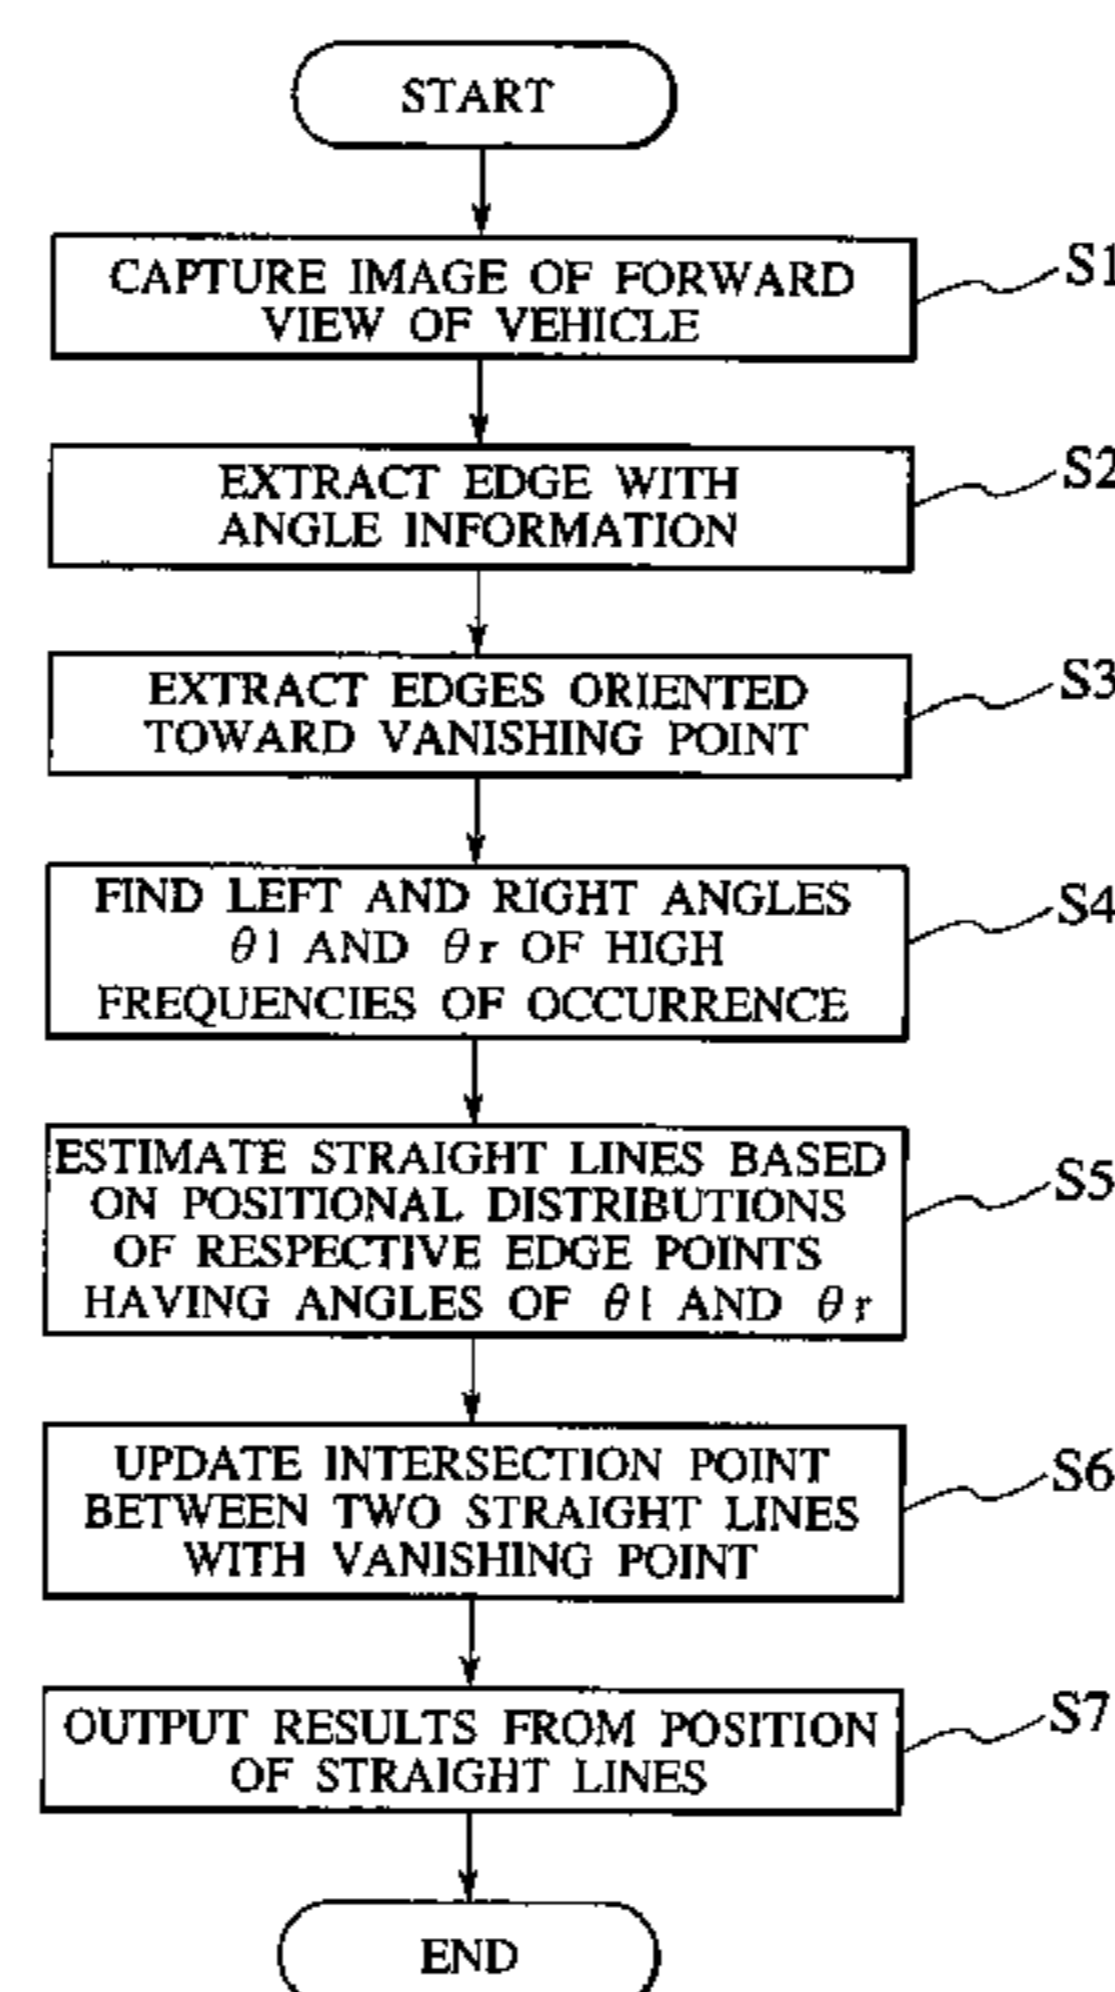 START
CAPTURE IMAGE OF FORWARD
VIEW OF VEHICLE
S1
EXTRACT EDGE WITH
ANGLE INFORMATION
S2
EXTRACT EDGES ORIENTED
TOWARD VANISHING POINT
S3
FIND LEFT AND RIGHT ANGLES
θl AND θr OF HIGH
FREQUENCIES OF OCCURRENCE
S4
ESTIMATE STRAIGHT LINES BASED
ON POSITIONAL DISTRIBUTIONS
OF RESPECTIVE EDGE POINTS
HAVING ANGLES OF θl AND θr
S5
UPDATE INTERSECTION POINT
BETWEEN TWO STRAIGHT LINES
WITH VANISHING POINT
S6
OUTPUT RESULTS FROM POSITION
OF STRAIGHT LINES
S7
END